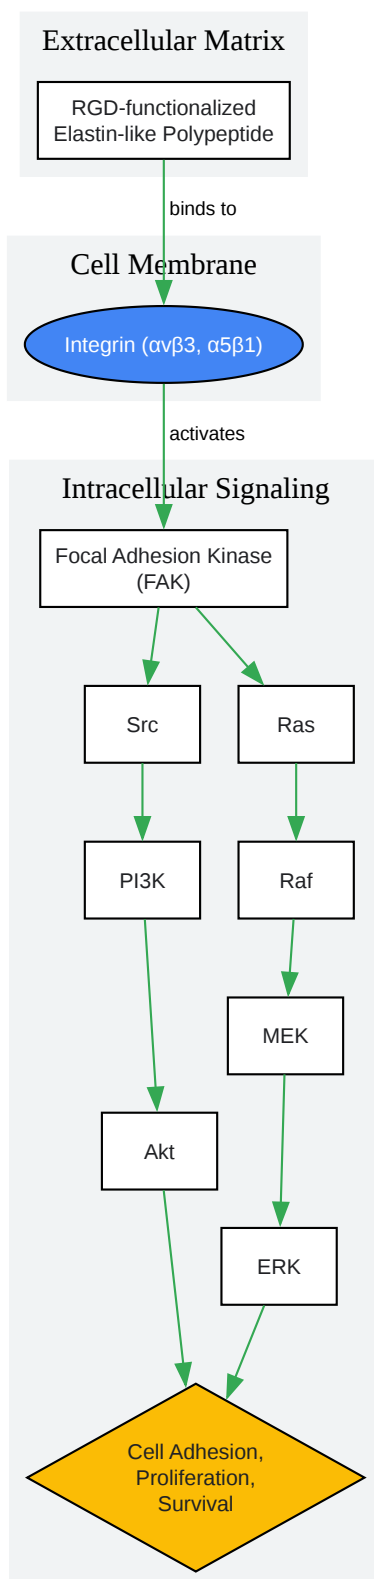 Extracellular Matrix
RGD-functionalized
Elastin-like Polypeptide
binds to
Cell Membrane
Integrin (αvβ3, α5β1)
activates
Intracellular Signaling
Focal Adhesion Kinase
(FAK)
Src
Ras
PI3K
Raf
MEK
Akt
ERK
Cell Adhesion,
Proliferation,
Survival